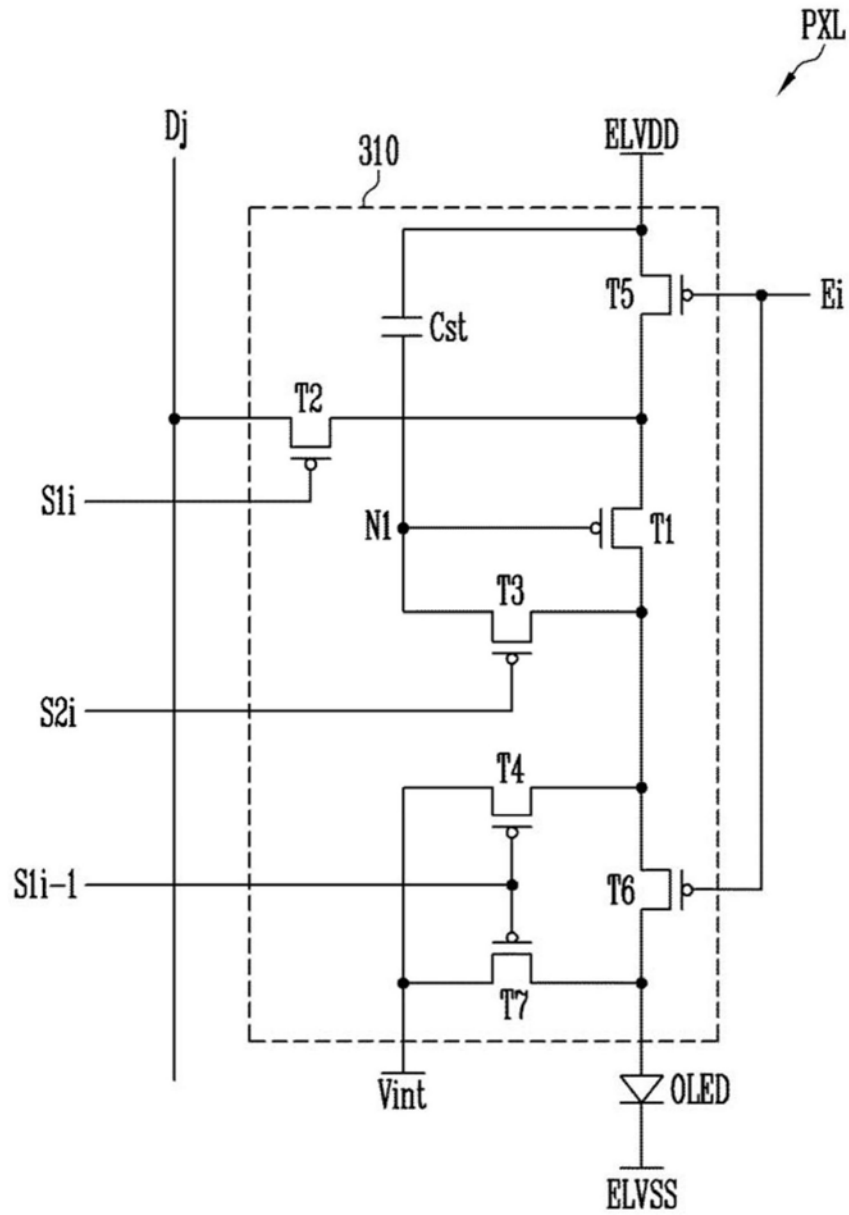 PXL
Dj
310
ELVDD
T5
Ei
Cst
T2
S1i
N1
T1
T3
S2i
T4
S1i-1
T6
T7
Vint
OLED
ELVSS